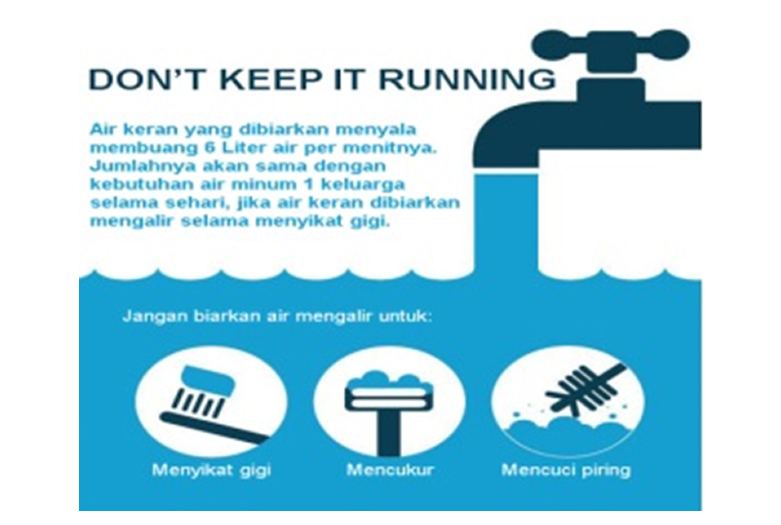 DON'T KEEP IT RUNNING
Air keran yang dibiarkan menyala
membuang 6 Liter air per menitnya.
Jumlahnya akan sama dengan
kebutuhan air minum 1 keluarga
selama sehari, jika air keran dibiarkan
mengalir selama menyikat gigi.
Jangan biarkan air mengalir untuk:
Menyikat gigi
Mencukur
Mencuci piring